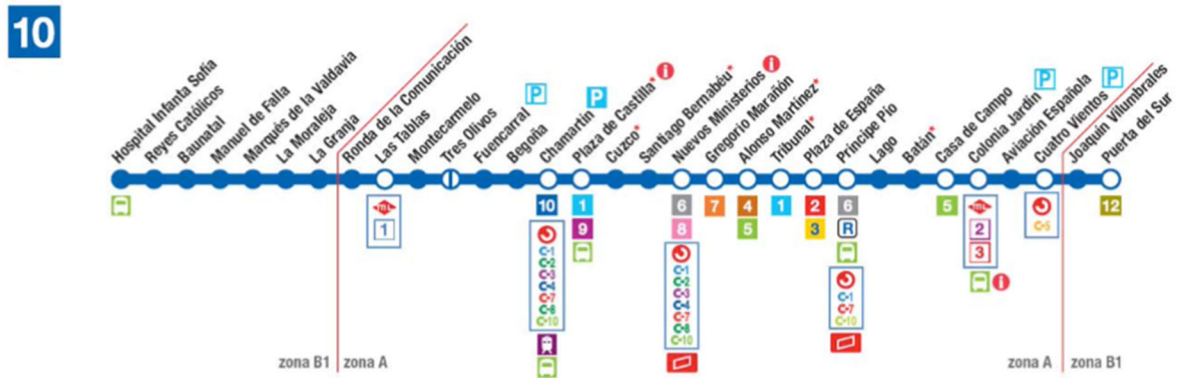 10
Hospital Infanta Sofía
Reyes Católicos
Baunatal
Manuel de Falla
Marqués de la Valdavia
La Moraleja
La Granja
Ronda de la Comunicación
Las Tablas
Montecarmelo
Tres Olivos
Fuencarral
P
Begoña
Chamartín
P
Plaza de Castilla* i
Cuzco*
Santiago Bernabéu*
Nuevos Ministerios i
Gregorio Marañón
Alonso Martínez*
Tribunal*
Plaza de España
Príncipe Pío
Lago
Batán*
Casa de Campo
Colonia Jardín
P
Aviación Española
Cuatro Vientos
P
Joaquín Vilumbrales
Puerta del Sur
ML
1
10
C-1
C-2
C-3
C-4
C-7
C-8
C-10
1
9
6
8
C-1
C-2
C-3
C-4
C-7
C-8
C-10
7
4
5
1
2
3
6
R
C-1
C-7
C-10
5
ML
2
3
i
C-5
12
zona B1
zona A
zona A
zona B1